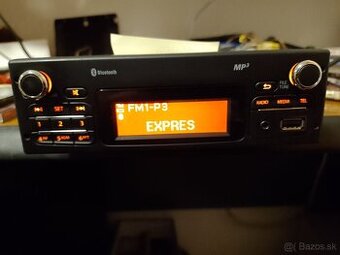 Bluetooth
MP3
SET
RADIO MEDIA TEL
FM1-P3
EXPRES
1 2 3
4 5 6
@ Bazos.sk